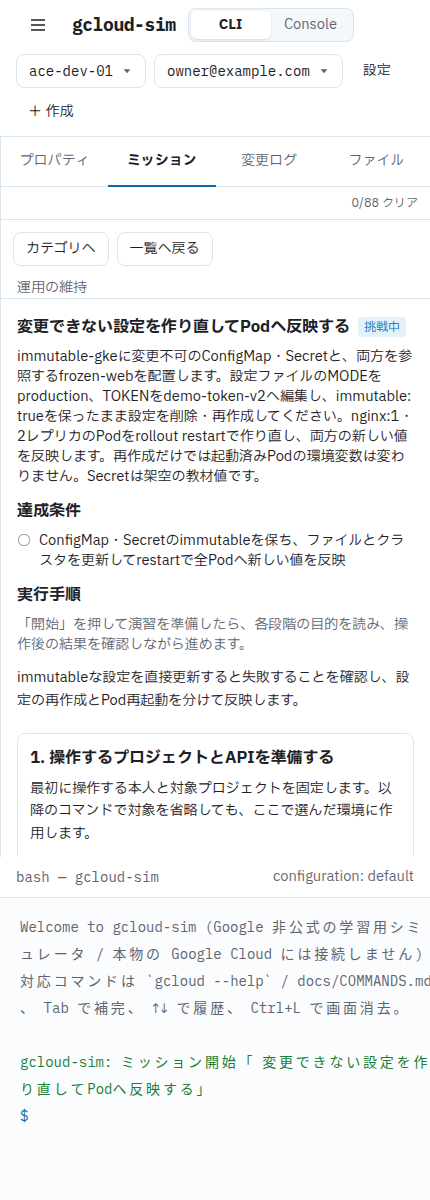 gcloud-sim CLI Console
ace-dev-01 owner@example.com 設定
＋ 作成
プロパティ ミッション 変更ログ ファイル
0/88 クリア
カテゴリへ 一覧へ戻る
運用の維持
変更できない設定を作り直してPodへ反映する 挑戦中
immutable-gkeに変更不可のConfigMap・Secretと、両方を参
照するfrozen-webを配置します。設定ファイルのMODEを
production、TOKENをdemo-token-v2へ編集し、immutable:
trueを保ったまま設定を削除・再作成してください。nginx:1・
2レプリカのPodをrollout restartで作り直し、両方の新しい値
を反映します。再作成だけでは起動済みPodの環境変数は変わ
りません。Secretは架空の教材値です。
達成条件
○ ConfigMap・Secretのimmutableを保ち、ファイルとクラ
スタを更新してrestartで全Podへ新しい値を反映
実行手順
「開始」を押して演習を準備したら、各段階の目的を読み、操
作後の結果を確認しながら進めます。
immutableな設定を直接更新すると失敗することを確認し、設
定の再作成とPod再起動を分けて反映します。
1. 操作するプロジェクトとAPIを準備する
最初に操作する本人と対象プロジェクトを固定します。以
降のコマンドで対象を省略しても、ここで選んだ環境に作
用します。
bash — gcloud-sim configuration: default
Welcome to gcloud-sim (Google 非公式の学習用シミ
ュレータ / 本物の Google Cloud には接続しません)
対応コマンドは `gcloud --help` / docs/COMMANDS.md
、 Tab で補完、 ↑↓ で履歴、 Ctrl+L で画面消去。
gcloud-sim: ミッション開始「 変更できない設定を作
り直してPodへ反映する」
$